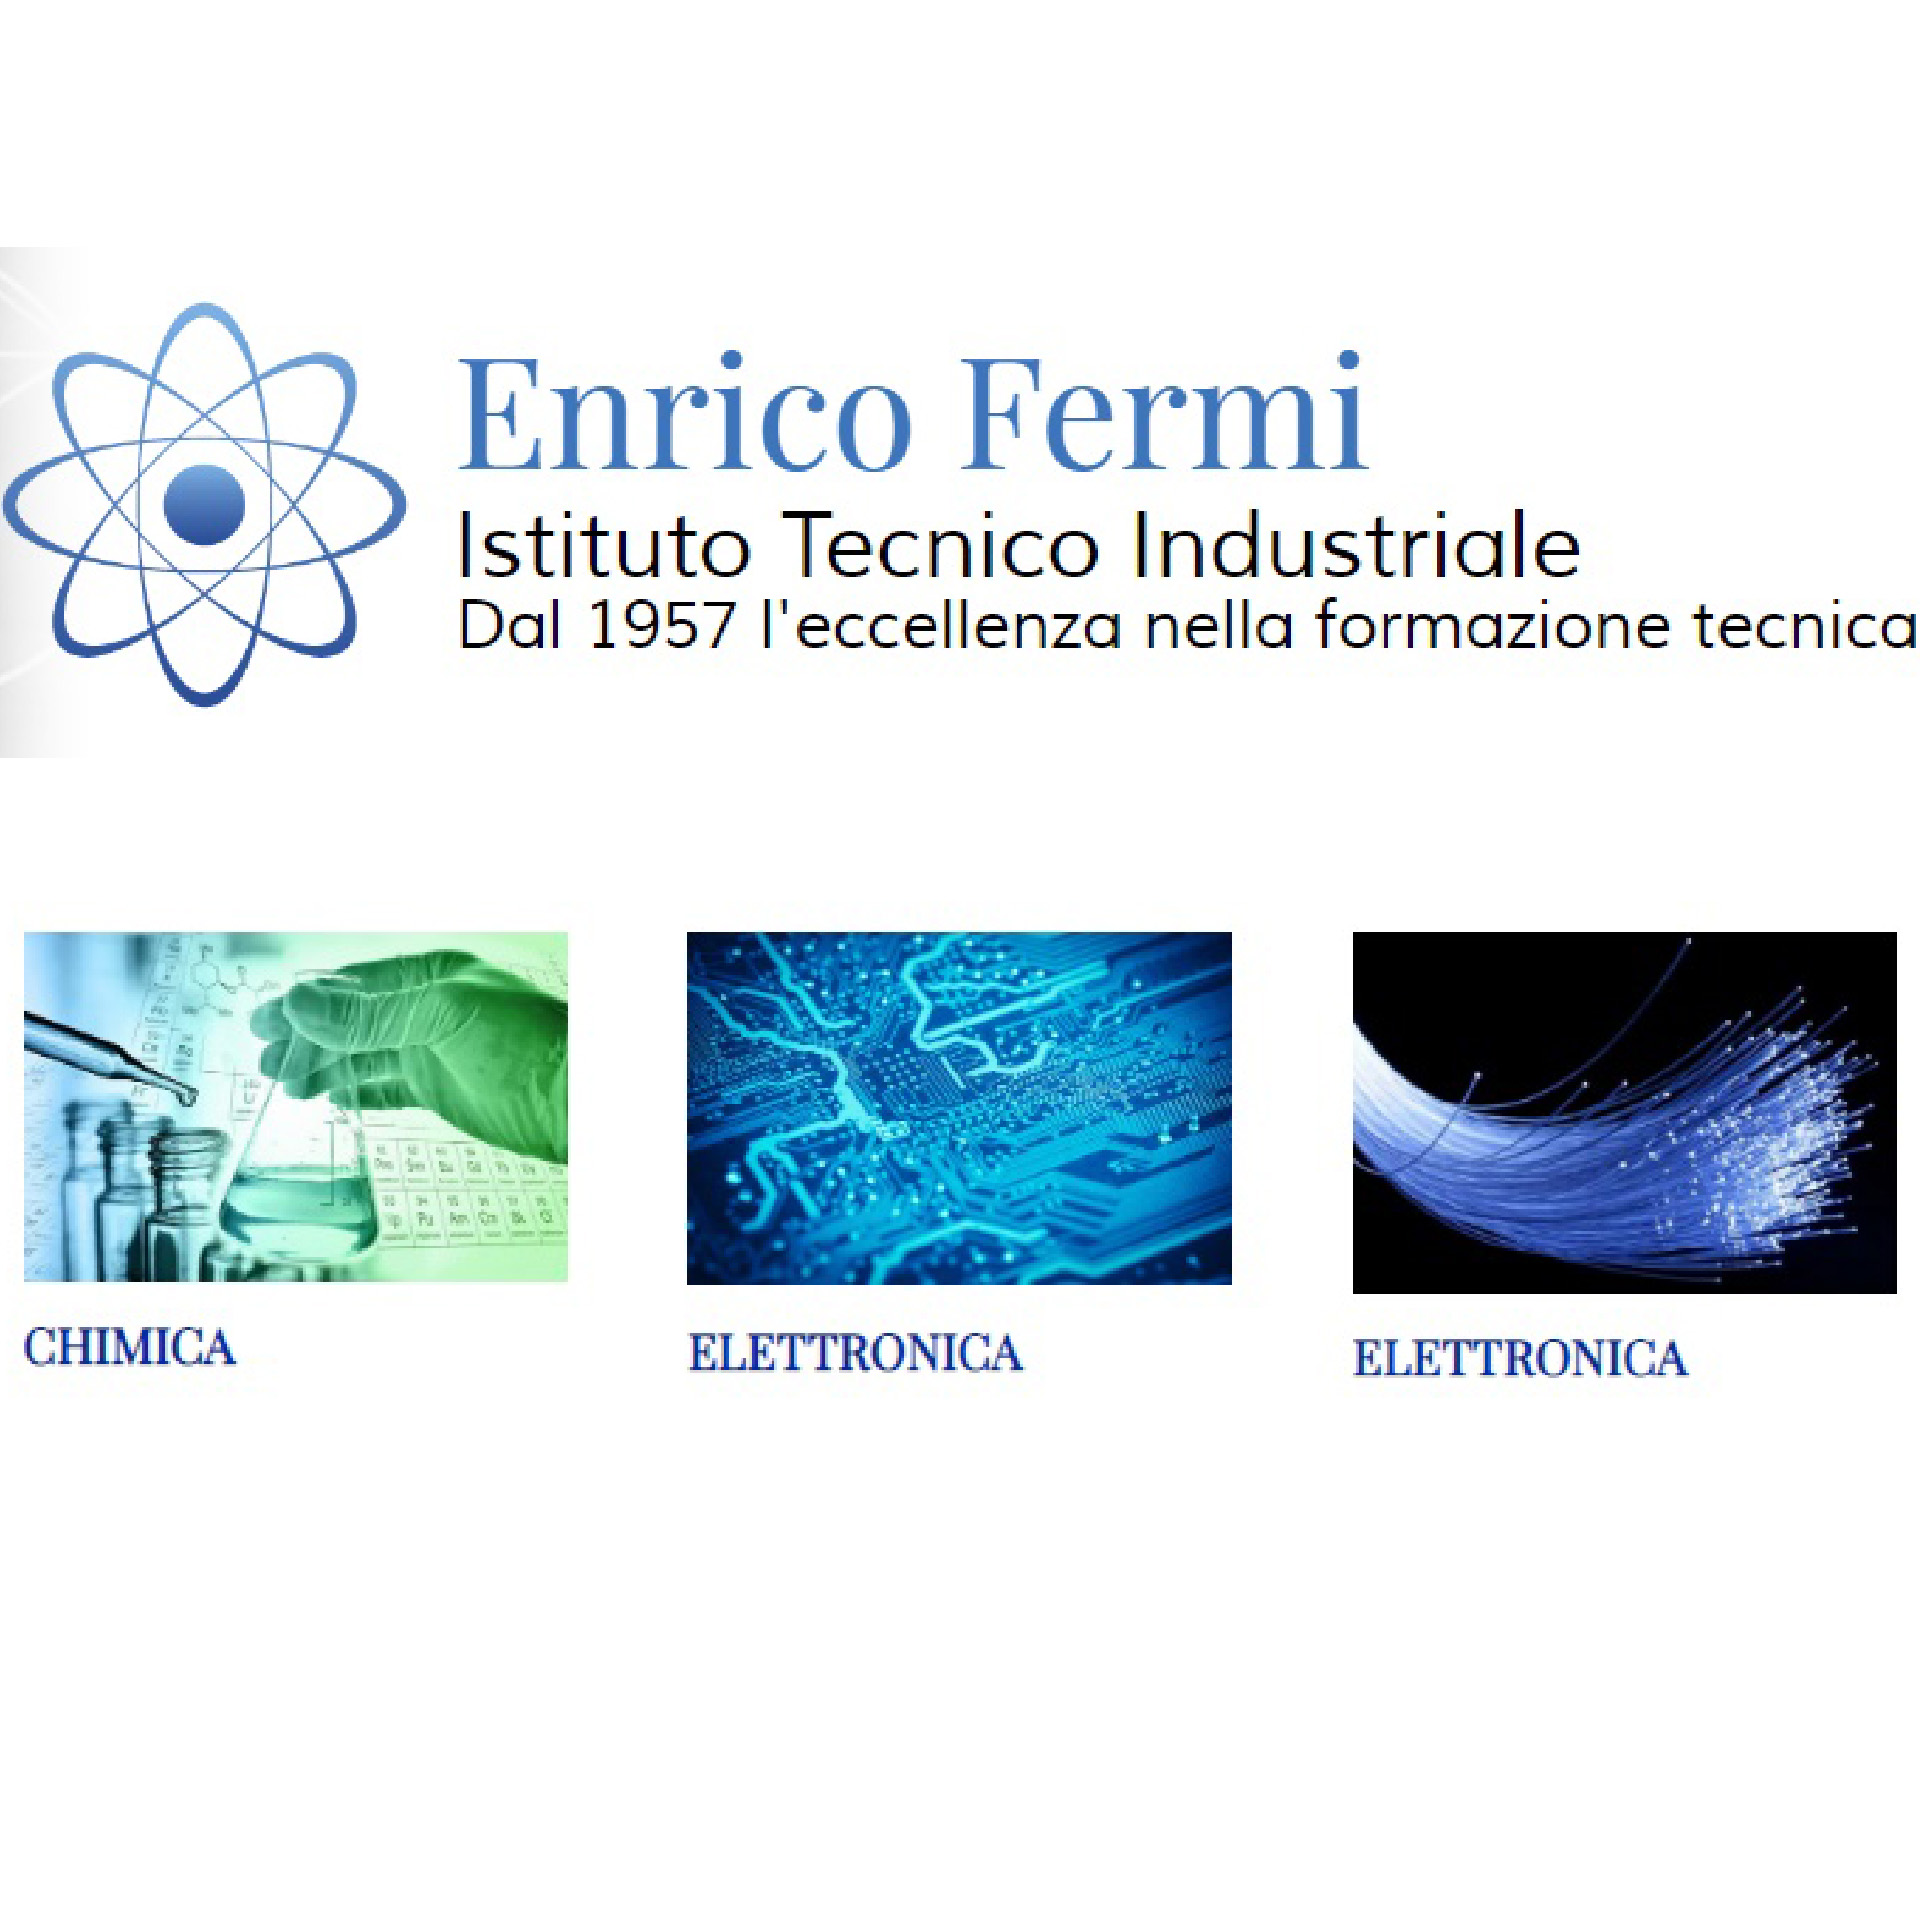 Enrico Fermi
Istituto Tecnico Industriale
Dal 1957 l'eccellenza nella formazione tecnica
CHIMICA
ELETTRONICA
ELETTRONICA